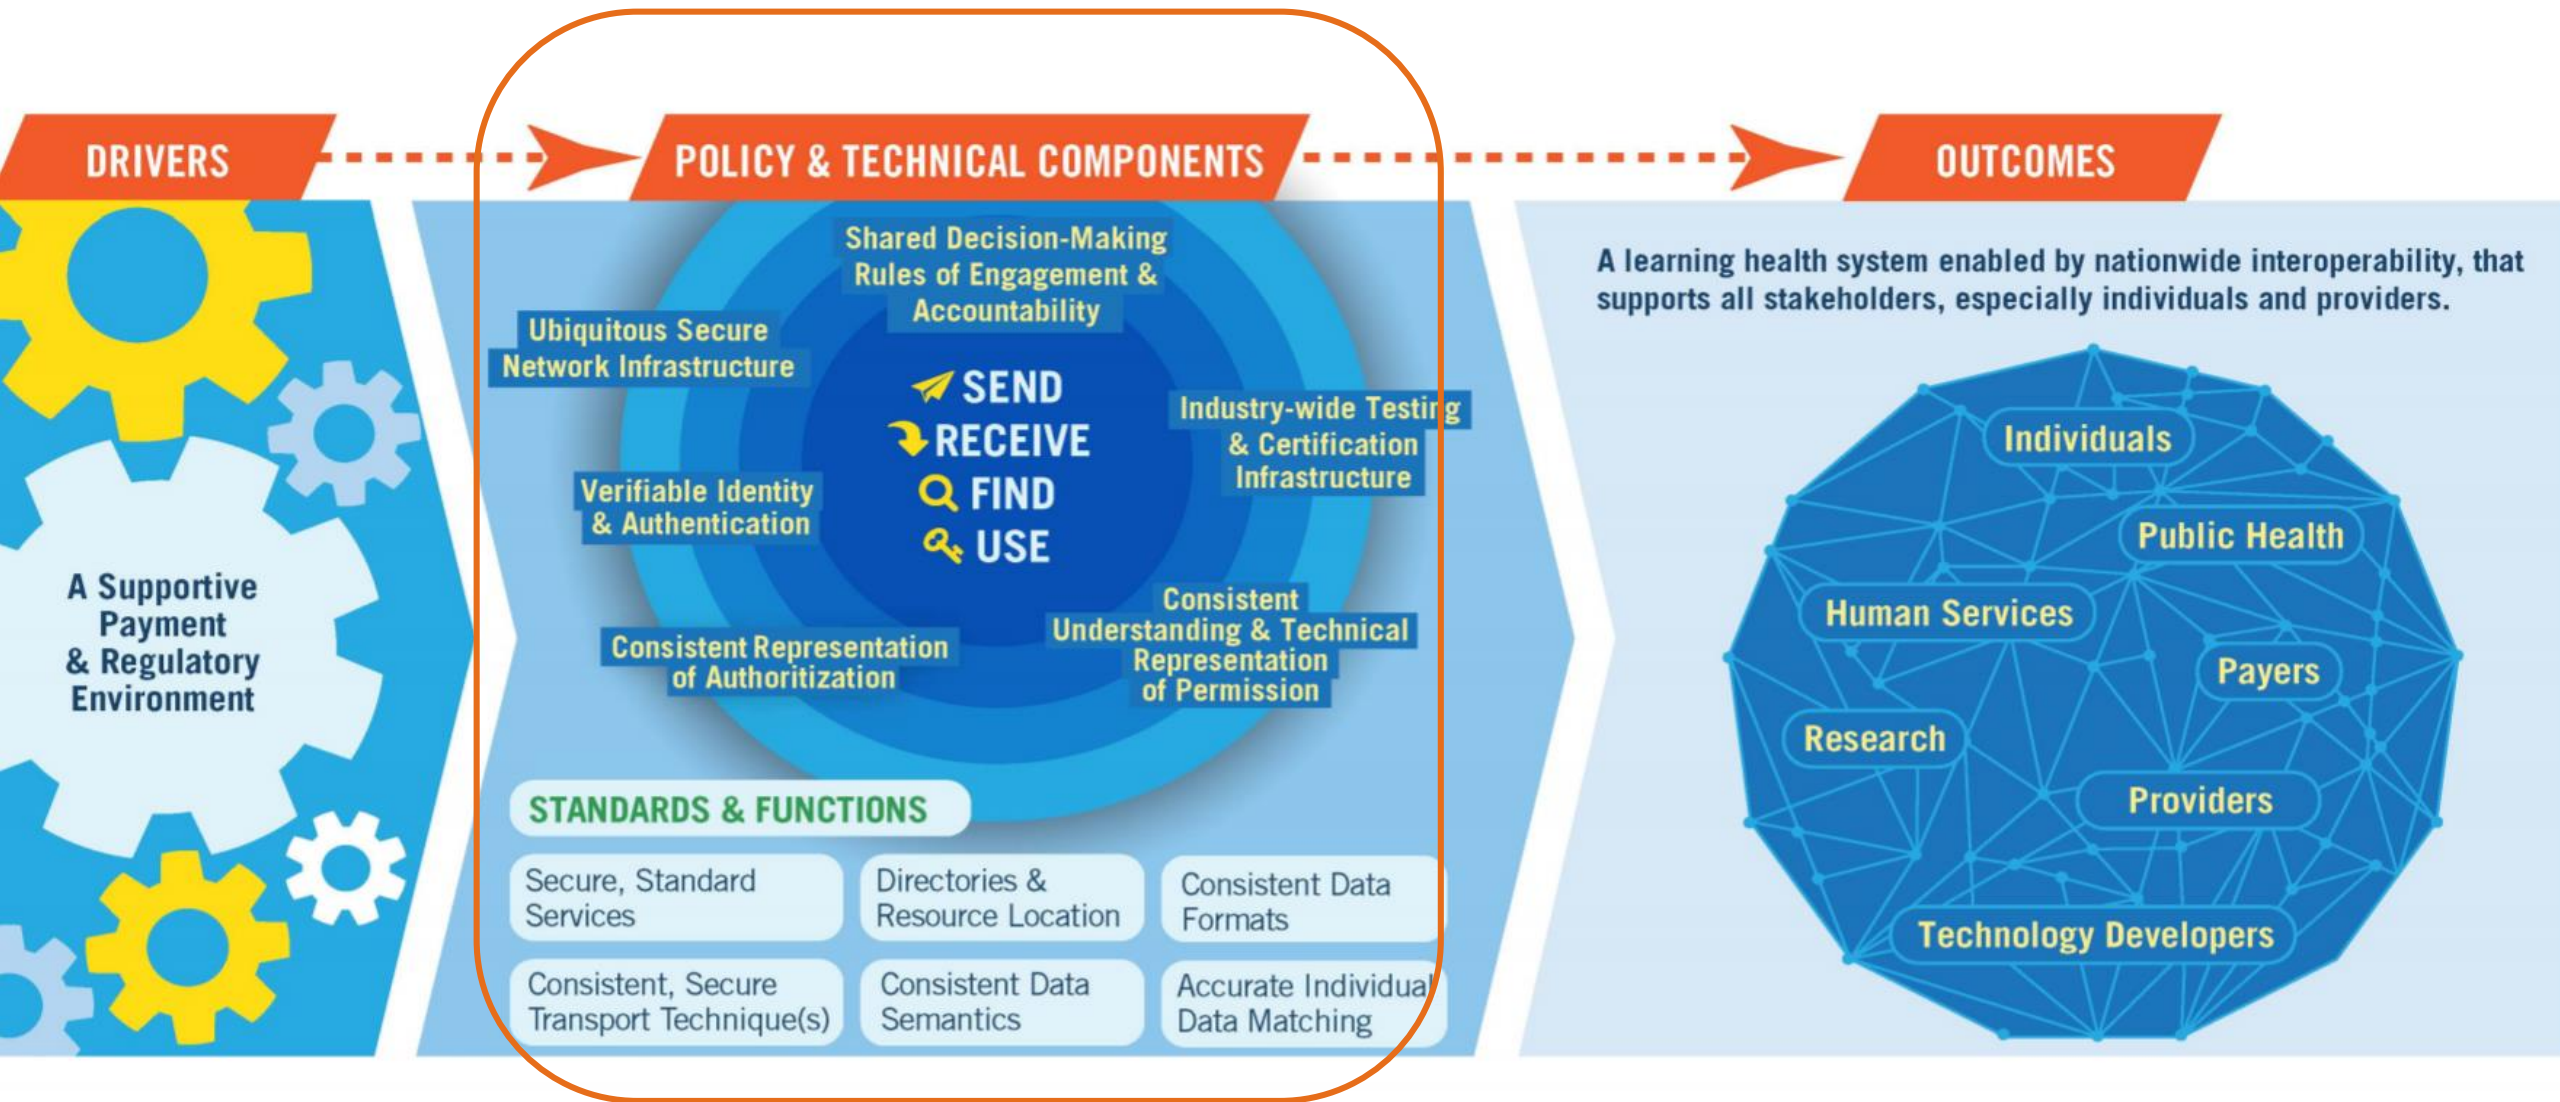 DRIVERS
A Supportive
Payment
& Regulatory
Environment
POLICY & TECHNICAL COMPONENTS
Shared Decision-Making
Rules of Engagement &
Accountability
Ubiquitous Secure
Network Infrastructure
SEND
RECEIVE
FIND
USE
Industry-wide Testing
& Certification
Infrastructure
Verifiable Identity
& Authentication
Consistent Representation
of Authoritization
Consistent
Understanding & Technical
Representation
of Permission
STANDARDS & FUNCTIONS
Secure, Standard
Services
Directories &
Resource Location
Consistent Data
Formats
Consistent, Secure
Transport Technique(s)
Consistent Data
Semantics
Accurate Individual
Data Matching
OUTCOMES
A learning health system enabled by nationwide interoperability, that
supports all stakeholders, especially individuals and providers.
Individuals
Public Health
Human Services
Payers
Research
Providers
Technology Developers